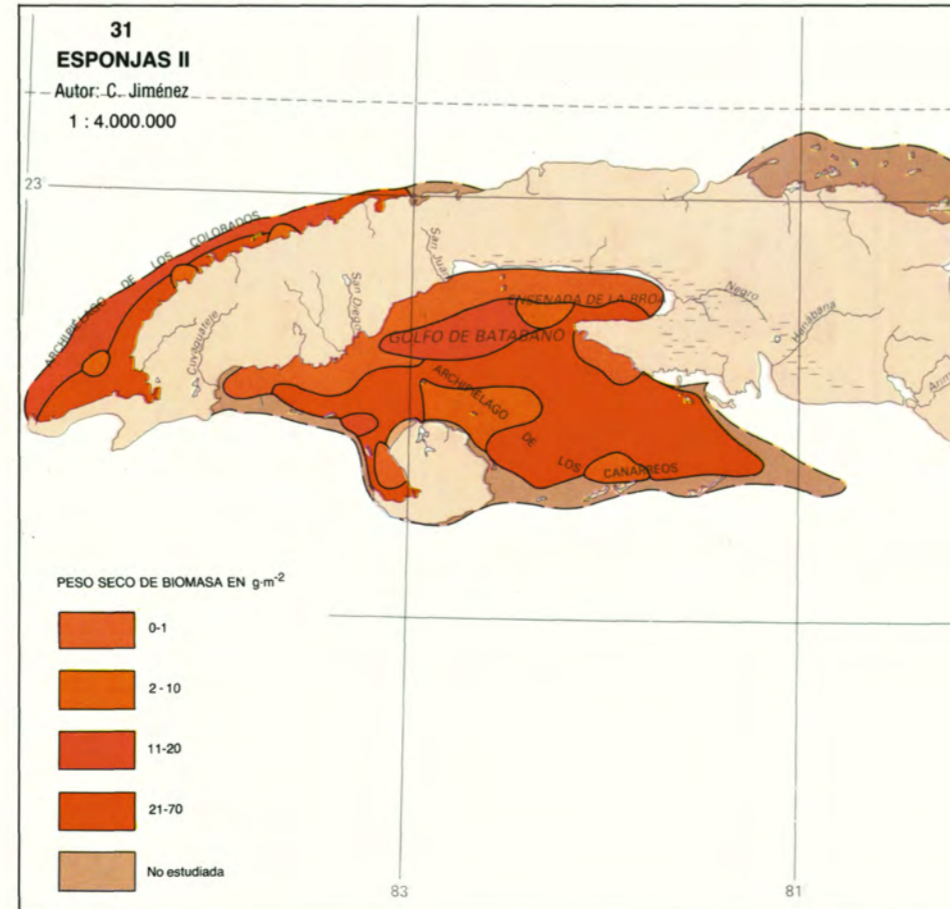 31
ESPONJAS II
Autor: C. Jiménez
1 : 4.000.000
23
ARCHIPIELAGO DE LOS COLORADOS
Cuyaguateje
San Diego
San Juan
ENSENADA DE LA BROA
GOLFO DE BATABANO
Negro
Hanábana
ARCHIPIELAGO DE LOS CANARREOS
PESO SECO DE BIOMASA EN g·m-2
0-1
2 - 10
11-20
21-70
No estudiada
83
81